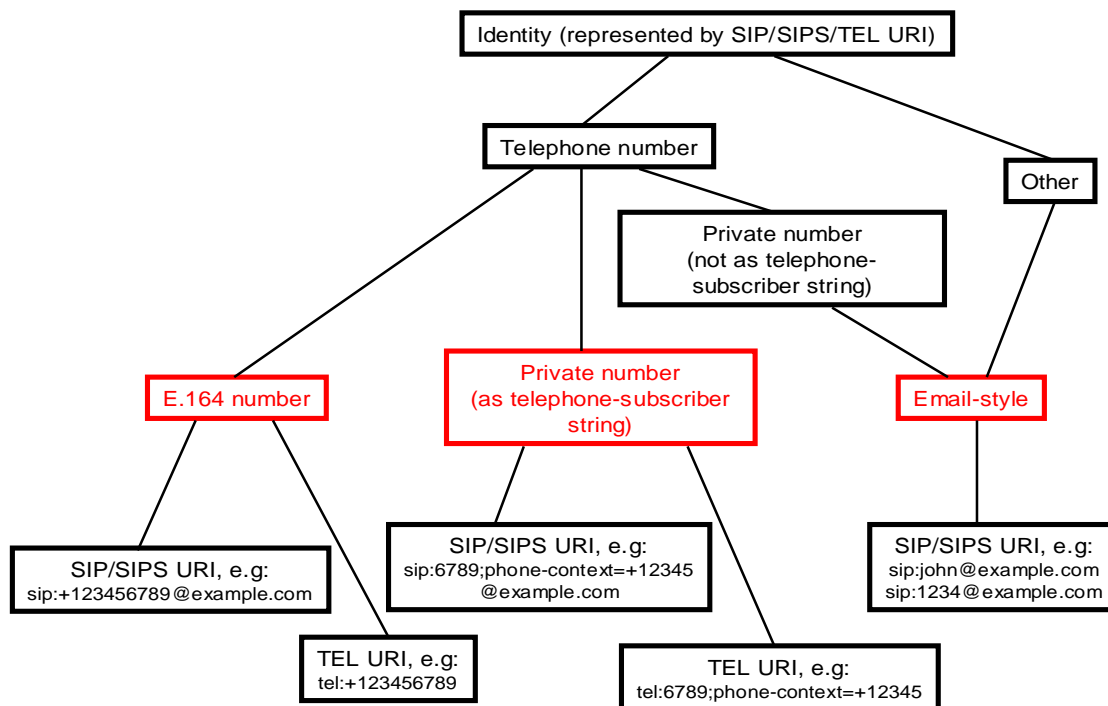 Identity (represented by SIP/SIPS/TEL URI)
Telephone number
Other
Private number
(not as telephone-
subscriber string)
E.164 number
Private number
(as telephone-subscriber
string)
Email-style
SIP/SIPS URI, e.g:
sip:+123456789@example.com
SIP/SIPS URI, e.g:
sip:6789;phone-context=+12345
@example.com
SIP/SIPS URI, e.g:
sip:john@example.com
sip:1234@example.com
TEL URI, e.g:
tel:+123456789
TEL URI, e.g:
tel:6789;phone-context=+12345